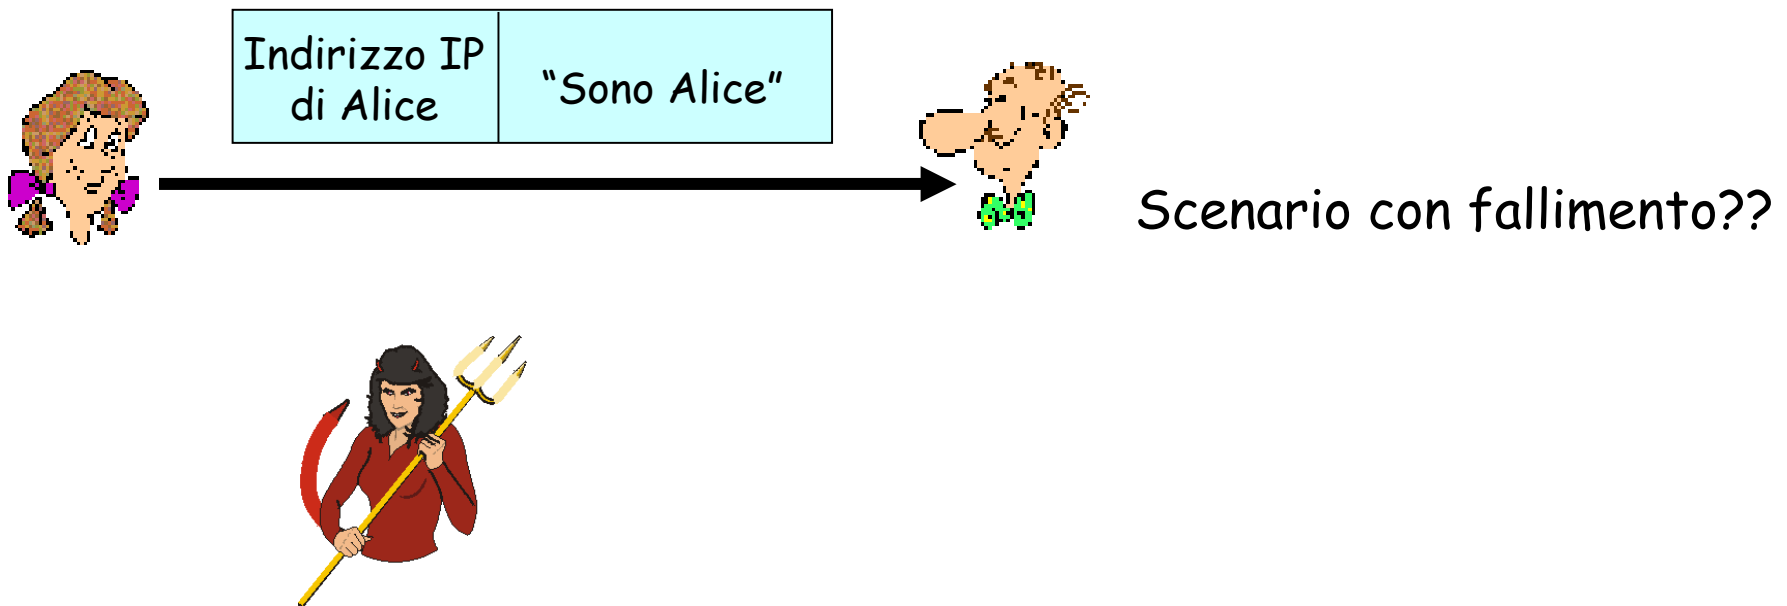 Indirizzo IP
di Alice
“Sono Alice”
Scenario con fallimento??